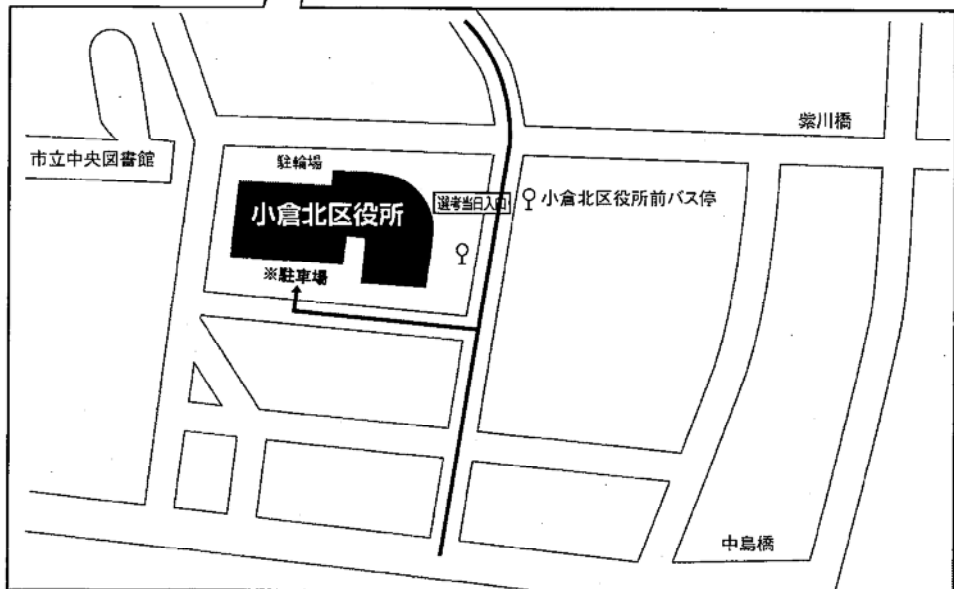 紫川橋
市立中央図書館
駐輪場
選考当日入口
小倉北区役所前バス停
小倉北区役所
※駐車場
中島橋